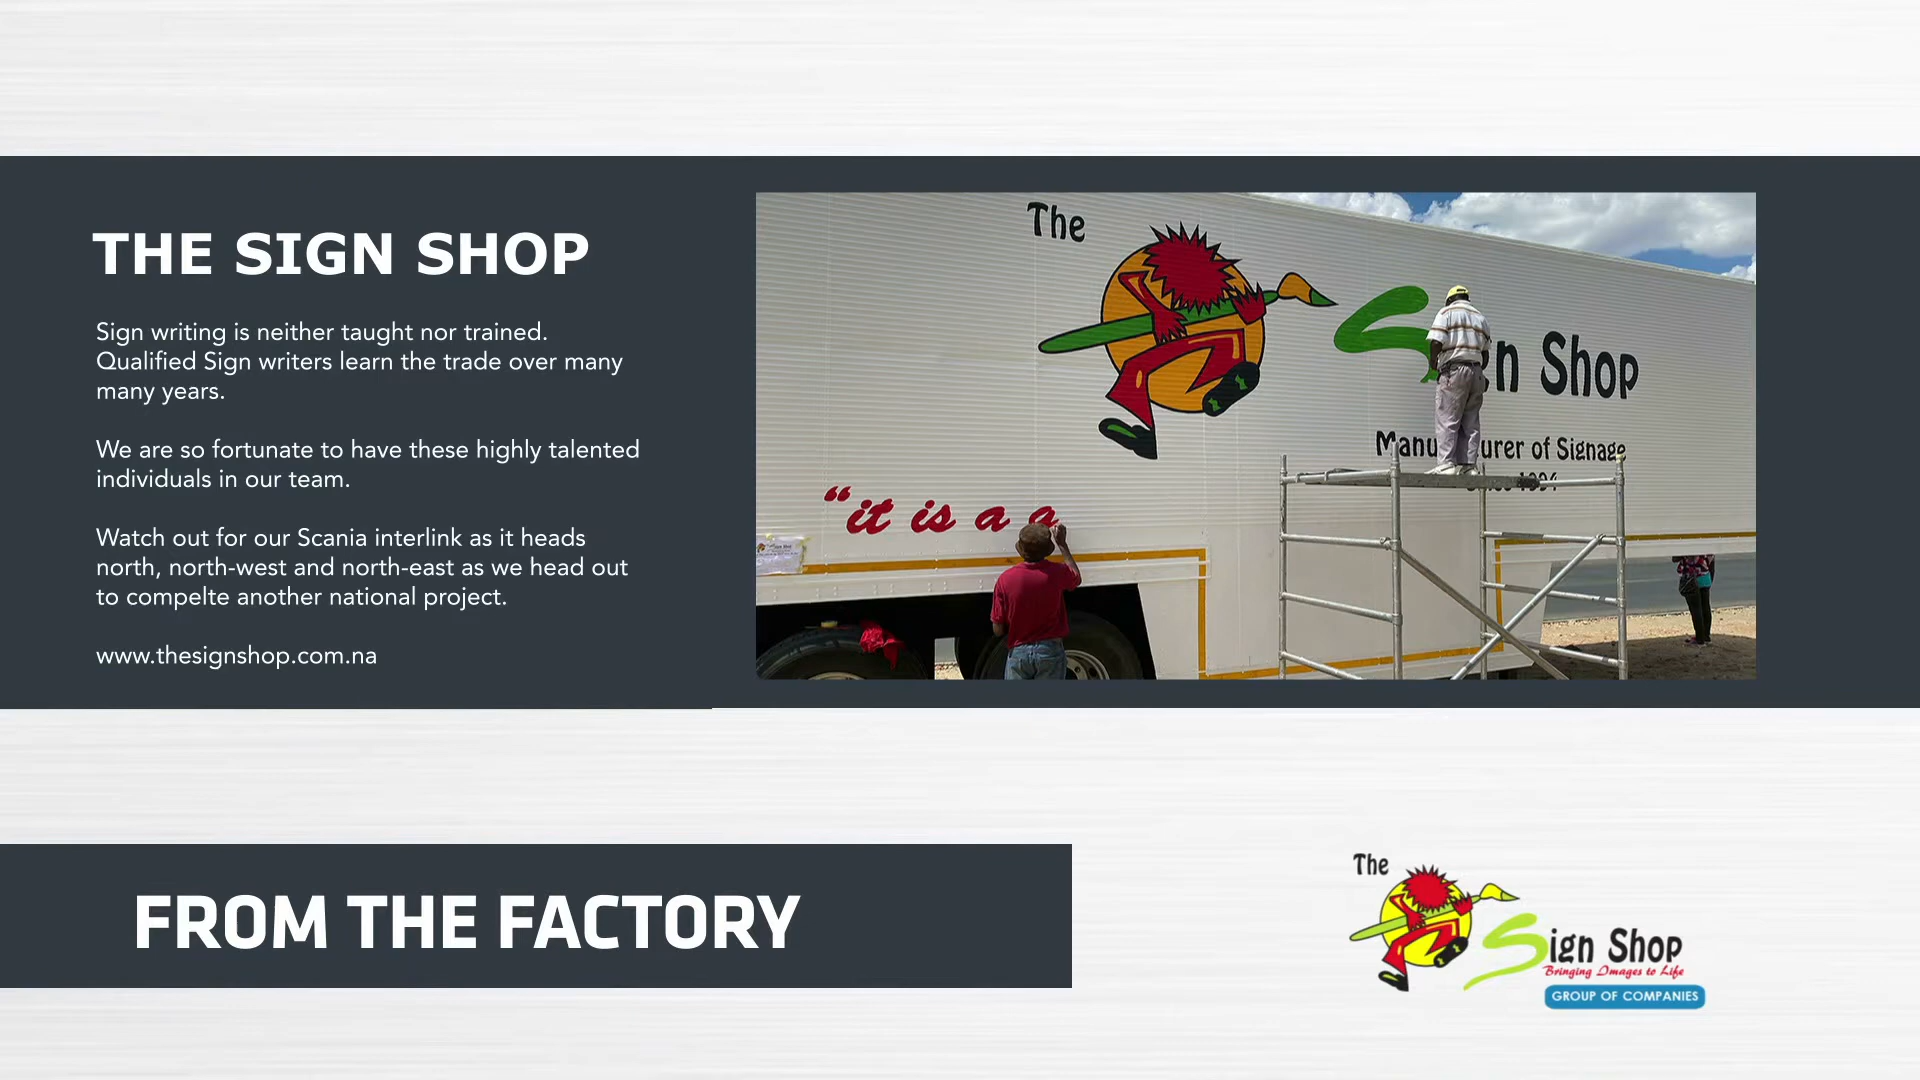 THE SIGN SHOP
Sign writing is neither taught nor trained.
Qualified Sign writers learn the trade over many
many years.
We are so fortunate to have these highly talented
individuals in our team.
Watch out for our Scania interlink as it heads
north, north-west and north-east as we head out
to compelte another national project.
www.thesignshop.com.na
The
Shop
of Signage
“it is a
FROM THE FACTORY
The
Sign Shop
Bringing Images to Life
GROUP OF COMPANIES